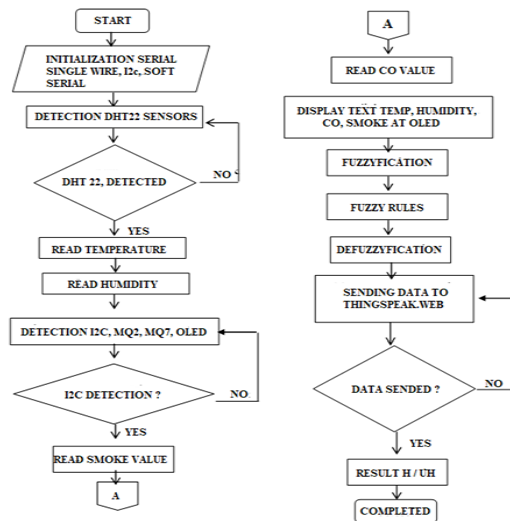 START
INITIALIZATION SERIAL
SINGLE WIRE, I2c, SOFT
SERIAL
DETECTION DHT22 SENSORS
DHT 22, DETECTED
NO
YES
READ TEMPERATURE
READ HUMIDITY
DETECTION I2C, MQ2, MQ7, OLED
I2C DETECTION ?
NO
YES
READ SMOKE VALUE
A
A
READ CO VALUE
DISPLAY TEXT TEMP, HUMIDITY,
CO, SMOKE AT OLED
FUZZYFICATION
FUZZY RULES
DEFUZZYFICATION
SENDING DATA TO
THINGSPEAK.WEB
DATA SENDED ?
NO
YES
RESULT H / UH
COMPLETED